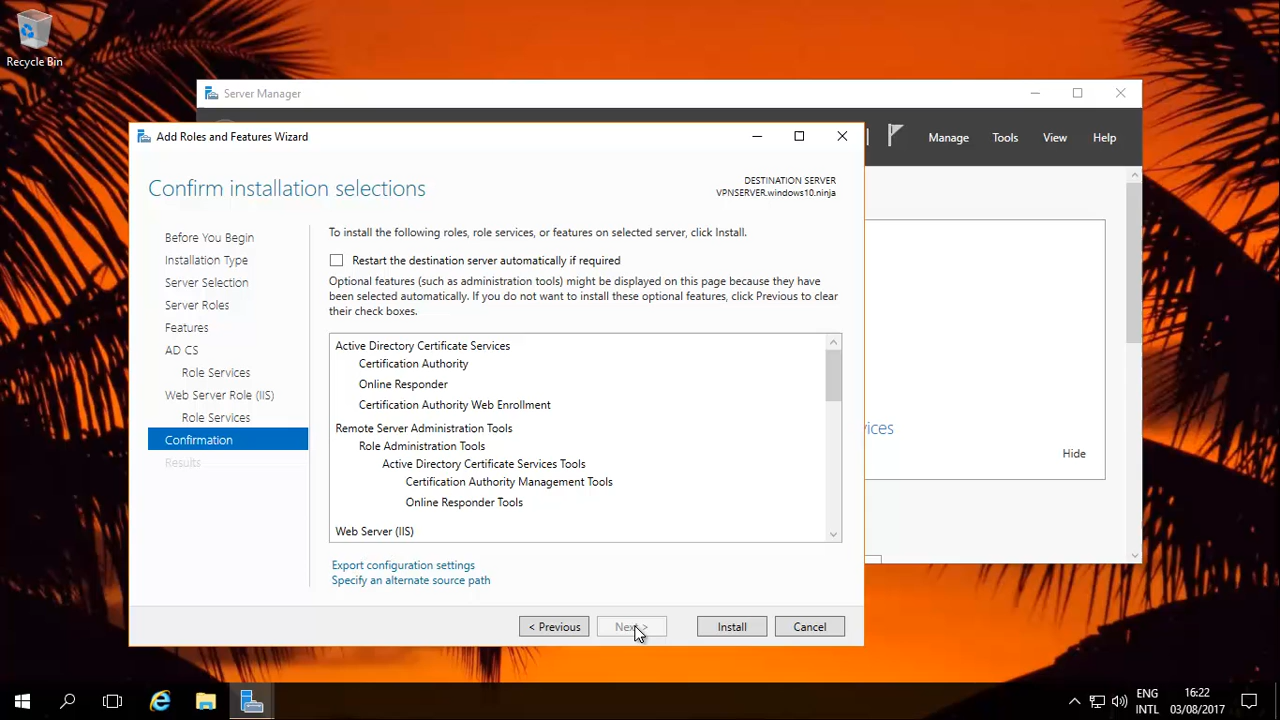 Recycle Bin
Server Manager
Manage Tools View Help
Add Roles and Features Wizard
Confirm installation selections
DESTINATION SERVER
VPNSERVER.windows10.ninja
Before You Begin
Installation Type
Server Selection
Server Roles
Features
AD CS
Role Services
Web Server Role (IIS)
Role Services
Confirmation
Results
To install the following roles, role services, or features on selected server, click Install.
Restart the destination server automatically if required
Optional features (such as administration tools) might be displayed on this page because they have
been selected automatically. If you do not want to install these optional features, click Previous to clear
their check boxes.
Active Directory Certificate Services
Certification Authority
Online Responder
Certification Authority Web Enrollment
Remote Server Administration Tools
Role Administration Tools
Active Directory Certificate Services Tools
Certification Authority Management Tools
Online Responder Tools
Web Server (IIS)
Export configuration settings
Specify an alternate source path
< Previous
Next >
Install
Cancel
vices
Hide
ENG
INTL
16:22
03/08/2017